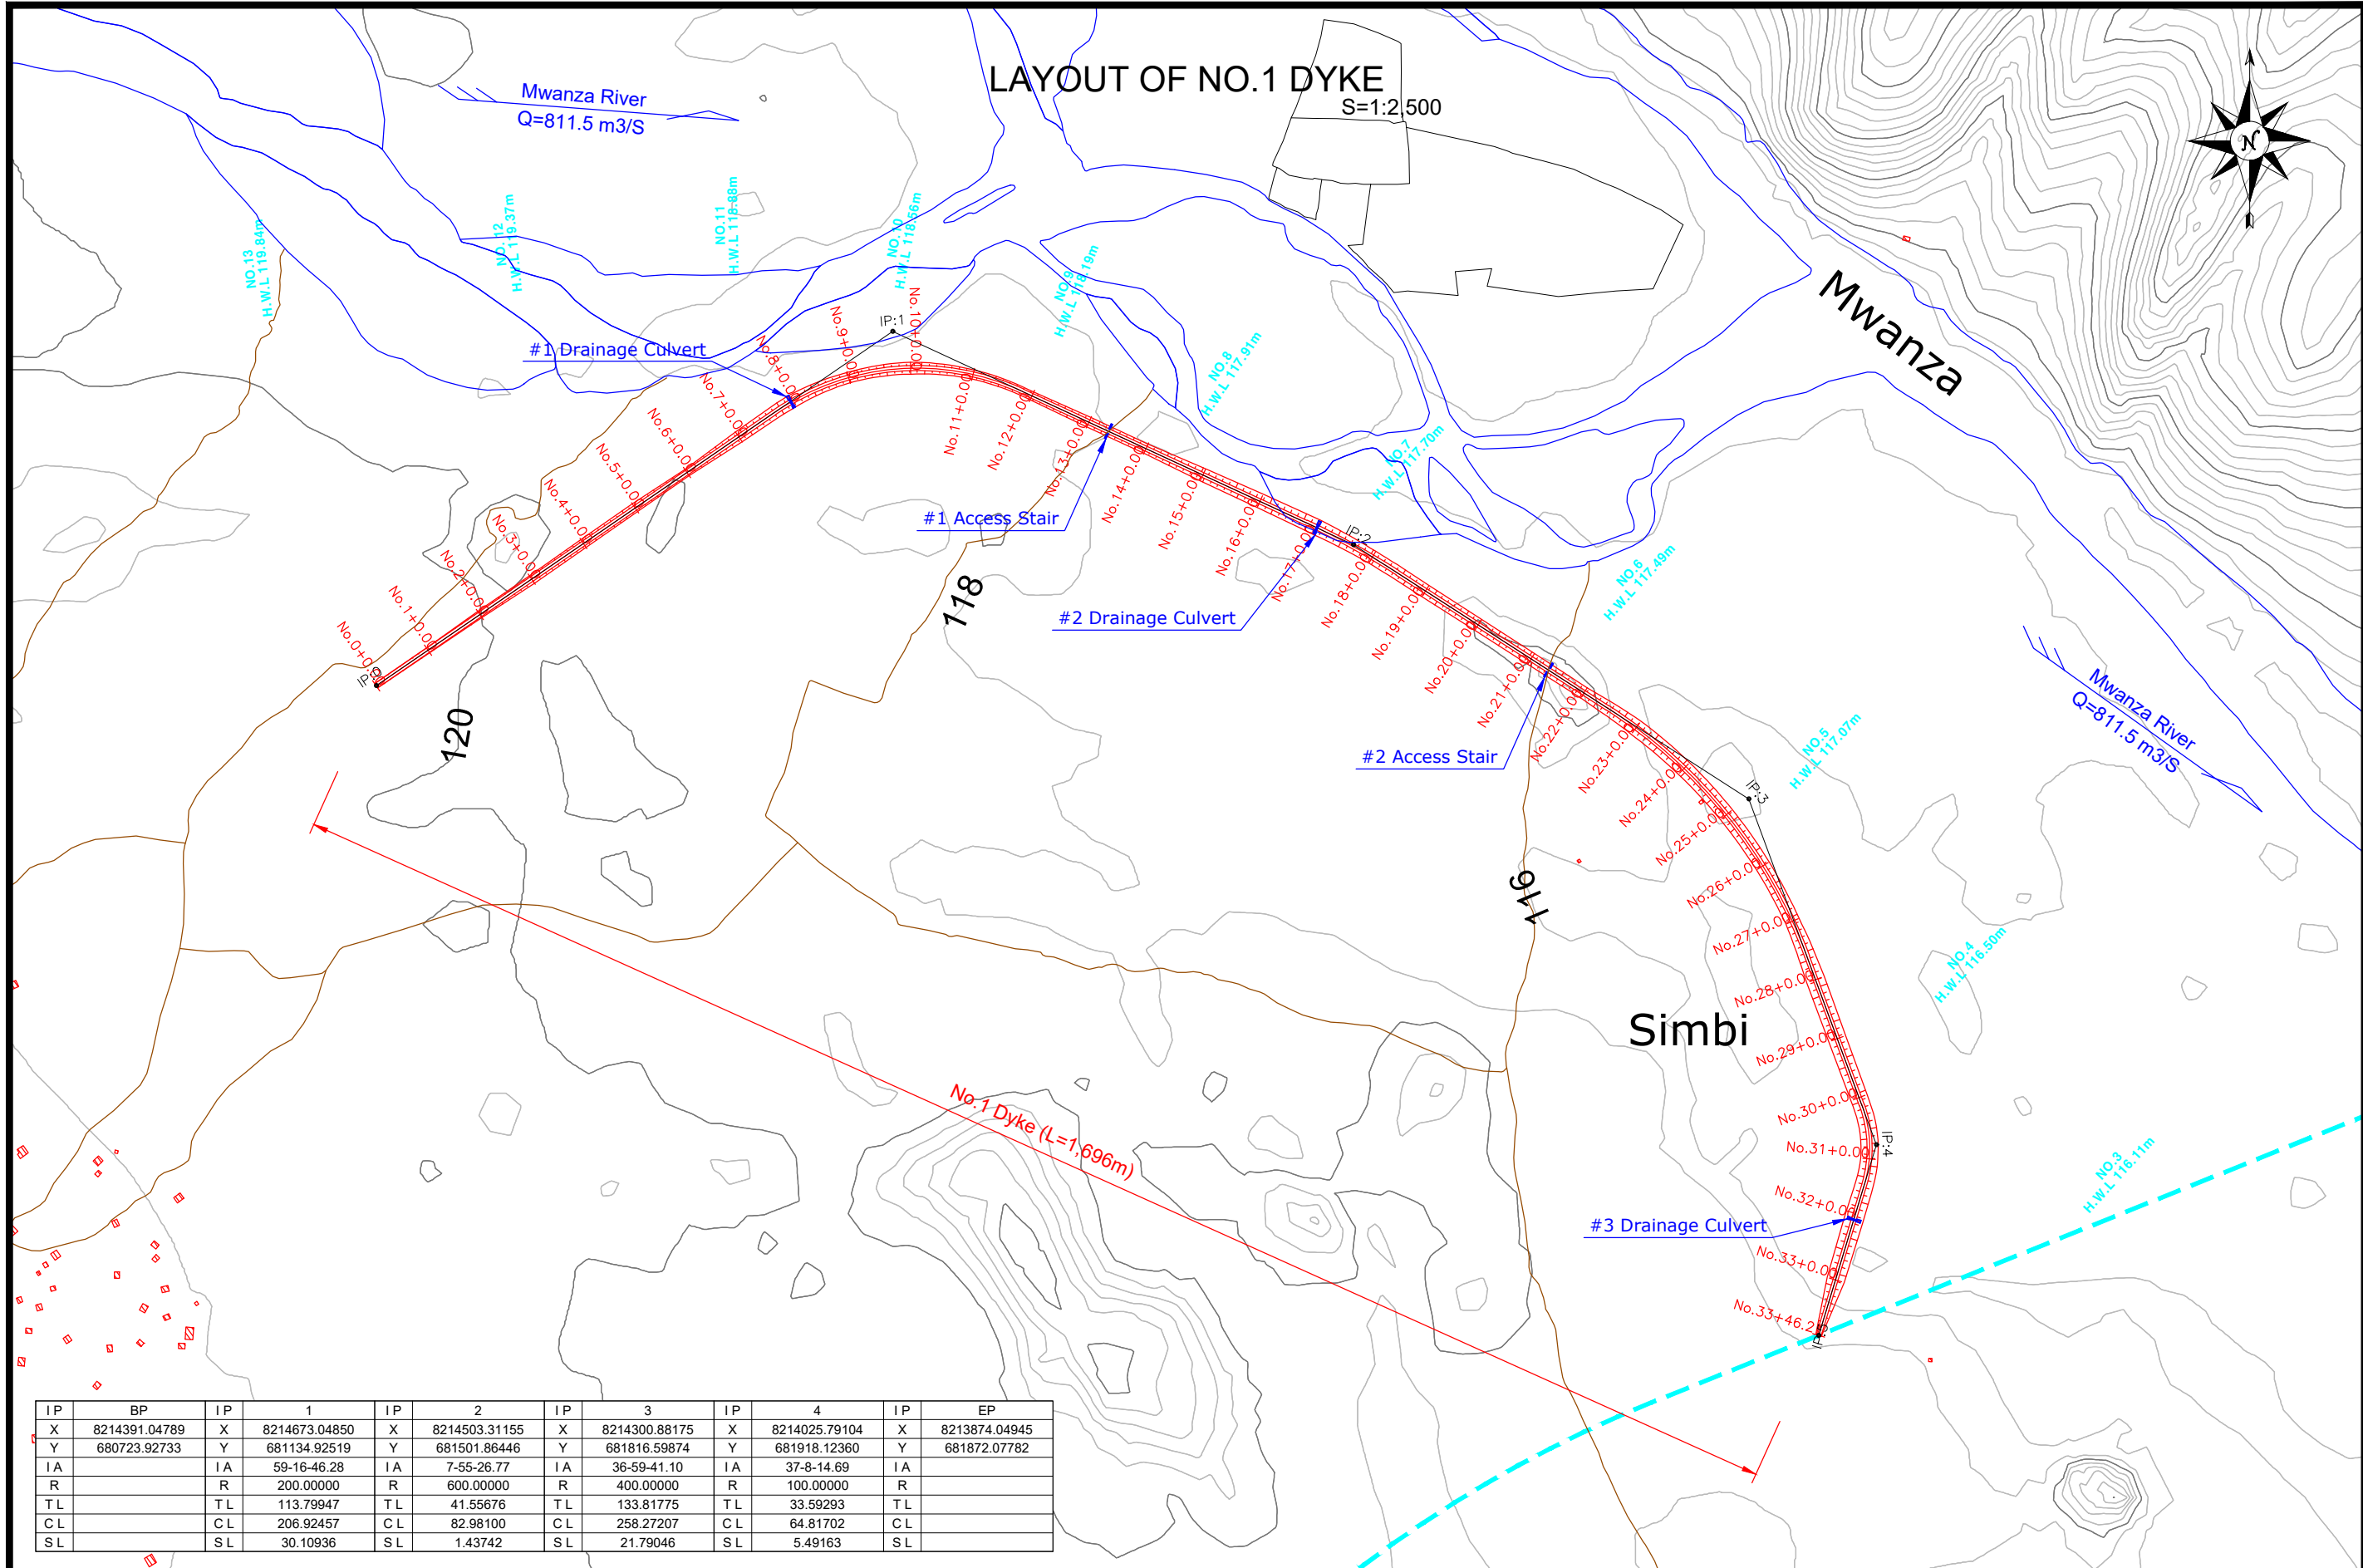 LAYOUT OF NO.1 DYKE
S=1:2,500
Mwanza River
Q=811.5 m3/S
N
NO.13
H.W.L 119.84m
NO.12
H.W.L 119.37m
NO.11
H.W.L 118.88m
NO.10
H.W.L 118.56m
NO.9
H.W.L 118.19m
NO.8
H.W.L 117.91m
NO.7
H.W.L 117.70m
NO.6
H.W.L 117.49m
NO.5
H.W.L 117.07m
NO.4
H.W.L 116.50m
NO.3
H.W.L 116.11m
Mwanza
Mwanza River
Q=811.5 m3/S
#1 Drainage Culvert
#1 Access Stair
#2 Drainage Culvert
#2 Access Stair
#3 Drainage Culvert
IP:1
IP:2
IP:3
IP:4
No.0+0.00
No.1+0.00
No.2+0.00
No.3+0.00
No.4+0.00
No.5+0.00
No.6+0.00
No.7+0.00
No.8+0.00
No.9+0.00
No.10+0.00
No.11+0.00
No.12+0.00
No.13+0.00
No.14+0.00
No.15+0.00
No.16+0.00
No.17+0.00
No.18+0.00
No.19+0.00
No.20+0.00
No.21+0.00
No.22+0.00
No.23+0.00
No.24+0.00
No.25+0.00
No.26+0.00
No.27+0.00
No.28+0.00
No.29+0.00
No.30+0.00
No.31+0.00
No.32+0.00
No.33+0.00
120
118
116
Simbi
No.1 Dyke (L=1,696m)
IP BP IP 1 IP 2 IP 3 IP 4 IP EP
X 8214391.04789 X 8214673.04850 X 8214503.31155 X 8214300.88175 X 8214025.79104 X 8213874.04945
Y 680723.92733 Y 681134.92519 Y 681501.86446 Y 681816.59874 Y 681918.12360 Y 681872.07782
IA IA 59-16-46.28 IA 7-55-26.77 IA 36-59-41.10 IA 37-8-14.69 IA
R R 200.00000 R 600.00000 R 400.00000 R 100.00000 R
TL TL 113.79947 TL 41.55676 TL 133.81775 TL 33.59293 TL
CL CL 206.92457 CL 82.98100 CL 258.27207 CL 64.81702 CL
SL SL 30.10936 SL 1.43742 SL 21.79046 SL 5.49163 SL